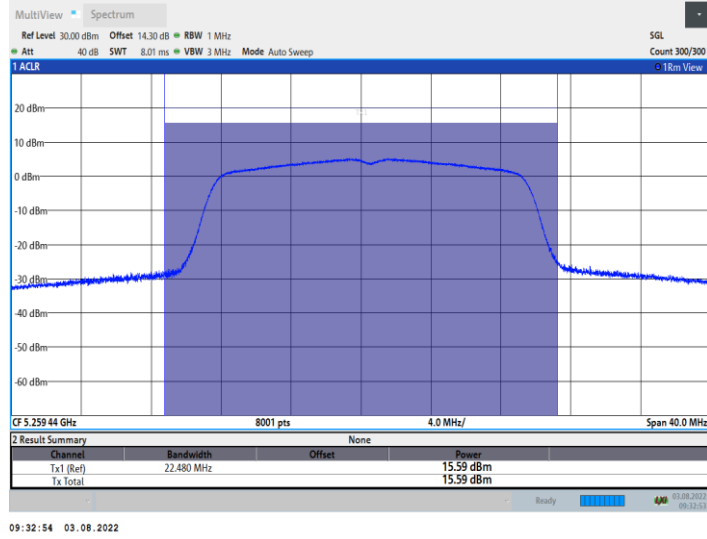 MultiView Spectrum
Ref Level 30.00 dBm Offset 14.30 dB RBW 1 MHz SGL
Att 40 dB SWT 8.01 ms VBW 3 MHz Mode Auto Sweep Count 300/300
1 ACLR 1Rm View
20 dBm
10 dBm
0 dBm
-10 dBm
-20 dBm
-30 dBm
-40 dBm
-50 dBm
-60 dBm
CF 5.259 44 GHz 8001 pts 4.0 MHz/ Span 40.0 MHz
2 Result Summary None
Channel Bandwidth Offset Power
Tx1 (Ref) 22.480 MHz 15.59 dBm
Tx Total 15.59 dBm
Ready 03.08.2022
09:32:53
09:32:54 03.08.2022